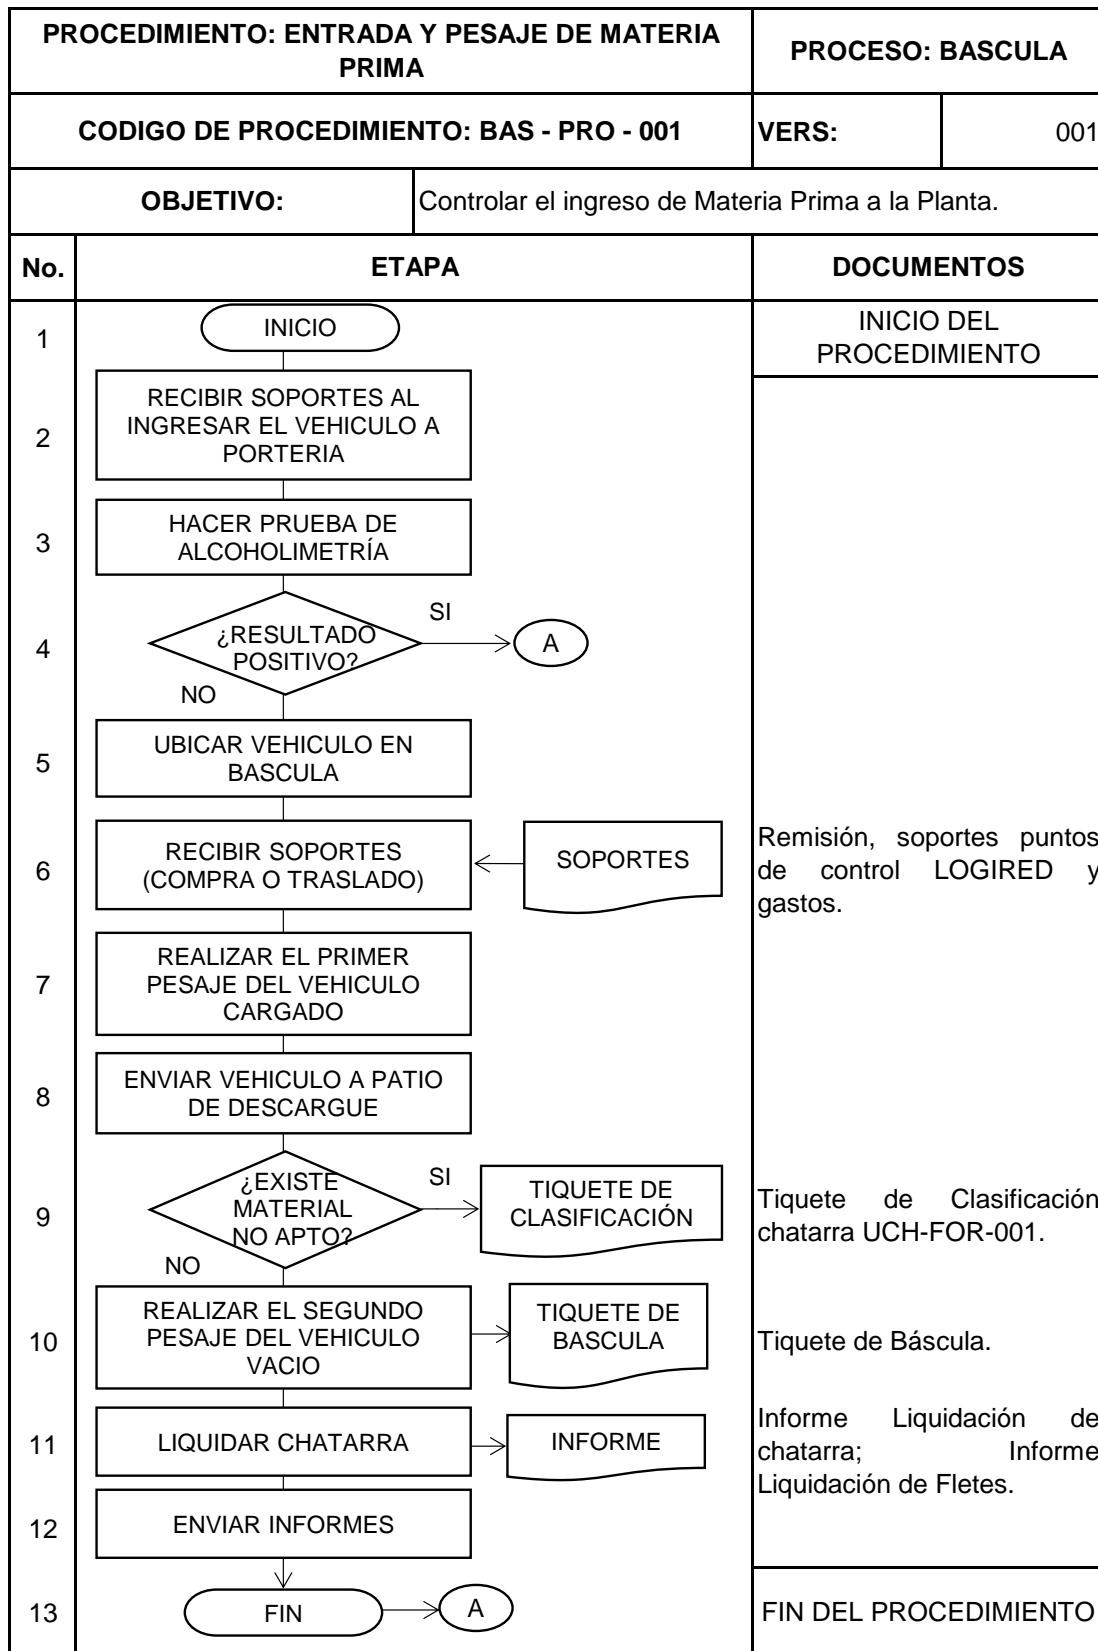 PROCEDIMIENTO: ENTRADA Y PESAJE DE MATERIA
PRIMA
PROCESO: BASCULA
CODIGO DE PROCEDIMIENTO: BAS - PRO - 001
VERS:
001
OBJETIVO:
Controlar el ingreso de Materia Prima a la Planta.
No.
ETAPA
DOCUMENTOS
1
INICIO
INICIO DEL
PROCEDIMIENTO
2
RECIBIR SOPORTES AL
INGRESAR EL VEHICULO A
PORTERIA
3
HACER PRUEBA DE
ALCOHOLIMETRÍA
4
¿RESULTADO
POSITIVO?
SI
A
NO
5
UBICAR VEHICULO EN
BASCULA
6
RECIBIR SOPORTES
(COMPRA O TRASLADO)
SOPORTES
Remisión, soportes puntos
de control LOGIRED y
gastos.
7
REALIZAR EL PRIMER
PESAJE DEL VEHICULO
CARGADO
8
ENVIAR VEHICULO A PATIO
DE DESCARGUE
9
¿EXISTE
MATERIAL
NO APTO?
SI
TIQUETE DE
CLASIFICACIÓN
Tiquete de Clasificación
chatarra UCH-FOR-001.
NO
10
REALIZAR EL SEGUNDO
PESAJE DEL VEHICULO
VACIO
TIQUETE DE
BASCULA
Tiquete de Báscula.
11
LIQUIDAR CHATARRA
INFORME
Informe Liquidación de
chatarra; Informe
Liquidación de Fletes.
12
ENVIAR INFORMES
13
FIN
A
FIN DEL PROCEDIMIENTO